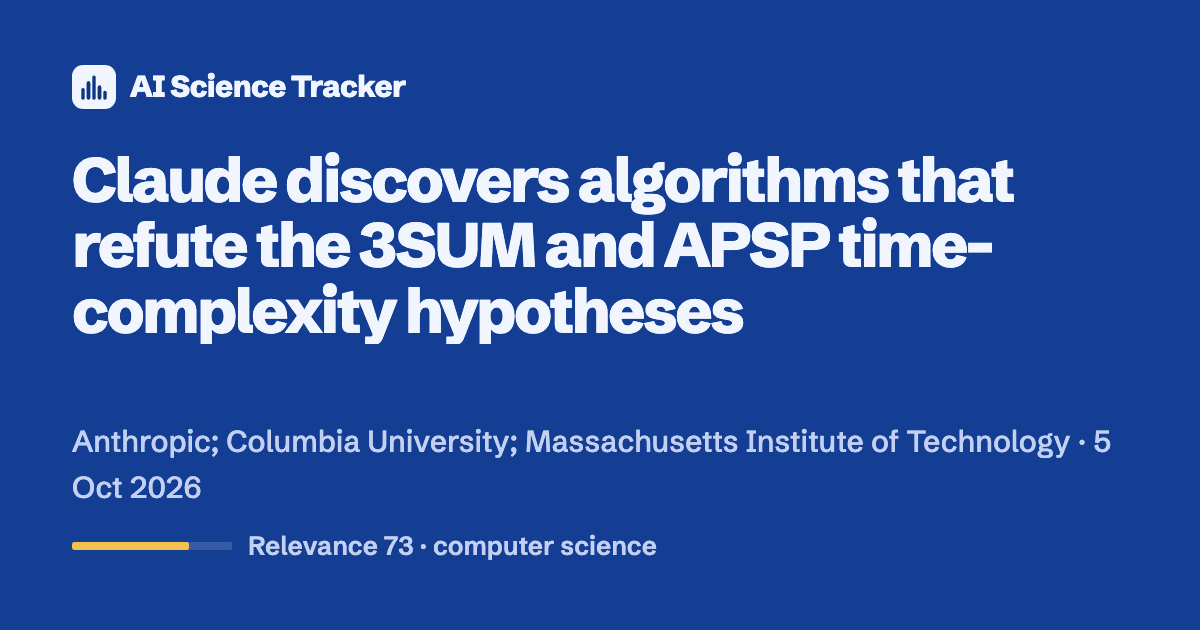 AI Science Tracker
Claude discovers algorithms that
refute the 3SUM and APSP time-
complexity hypotheses
Anthropic; Columbia University; Massachusetts Institute of Technology · 5
Oct 2026
Relevance 73 · computer science